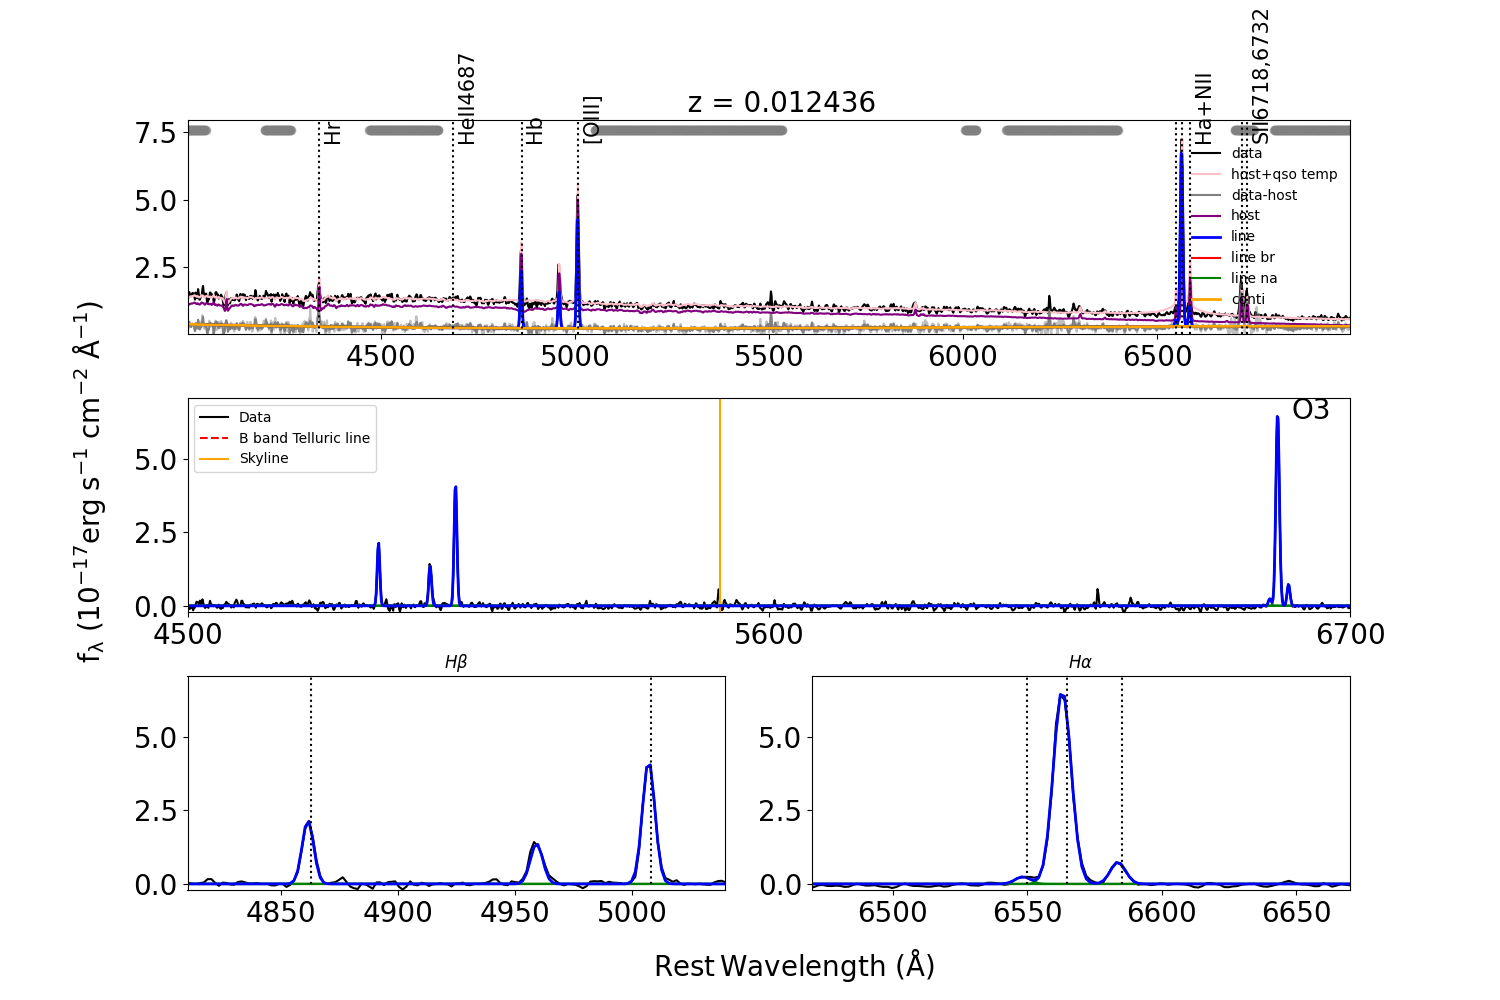 z = 0.012436
Hr
HeII4687
Hb
[OIII]
Ha+NII
SII6718,6732
7.5
5.0
2.5
data
host+qso temp
data-host
host
line
line br
line na
conti
4500
5000
5500
6000
6500
f_λ (10⁻¹⁷erg s⁻¹ cm⁻² Å⁻¹)
Data
B band Telluric line
Skyline
O3
5.0
2.5
0.0
4500
5600
6700
Hβ
5.0
2.5
0.0
4850
4900
4950
5000
Hα
5.0
2.5
0.0
6500
6550
6600
6650
Rest Wavelength (Å)